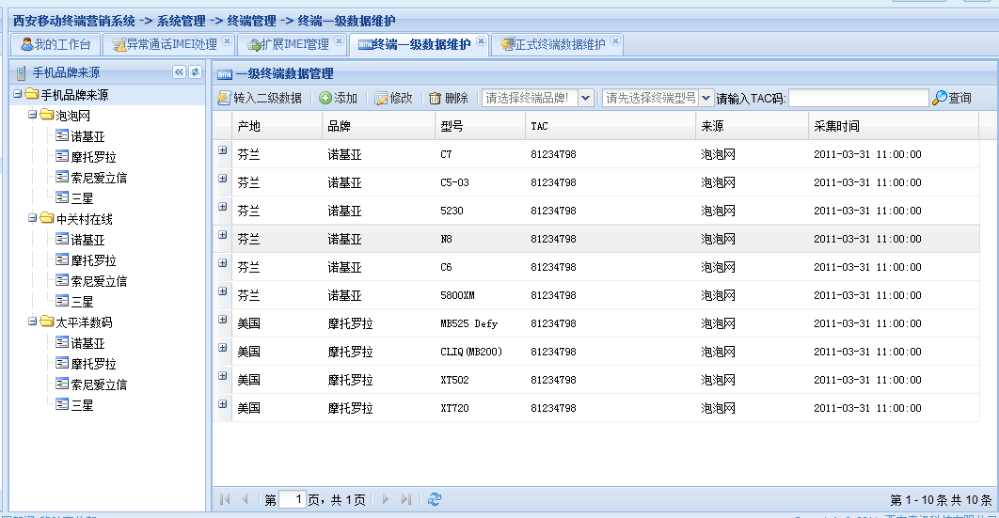 西安移动终端营销系统 -> 系统管理 -> 终端管理 -> 终端一级数据维护
我的工作台 异常通话IMEI处理 扩展IMEI管理 终端一级数据维护 正式终端数据维护
手机品牌来源
手机品牌来源
泡泡网
诺基亚
摩托罗拉
索尼爱立信
三星
中关村在线
诺基亚
摩托罗拉
索尼爱立信
三星
太平洋数码
诺基亚
摩托罗拉
索尼爱立信
三星
一级终端数据管理
转入二级数据 添加 修改 删除 请选择终端品牌! 请先选择终端型号 请输入TAC码: 查询
产地 品牌 型号 TAC 来源 采集时间
芬兰 诺基亚 C7 81234798 泡泡网 2011-03-31 11:00:00
芬兰 诺基亚 C5-03 81234798 泡泡网 2011-03-31 11:00:00
芬兰 诺基亚 5230 81234798 泡泡网 2011-03-31 11:00:00
芬兰 诺基亚 N8 81234798 泡泡网 2011-03-31 11:00:00
芬兰 诺基亚 C6 81234798 泡泡网 2011-03-31 11:00:00
芬兰 诺基亚 5800XM 81234798 泡泡网 2011-03-31 11:00:00
美国 摩托罗拉 MB525 Defy 81234798 泡泡网 2011-03-31 11:00:00
美国 摩托罗拉 CLIQ(MB200) 81234798 泡泡网 2011-03-31 11:00:00
美国 摩托罗拉 XT502 81234798 泡泡网 2011-03-31 11:00:00
美国 摩托罗拉 XT720 81234798 泡泡网 2011-03-31 11:00:00
第 1 页，共 1 页
第 1 - 10 条 共 10 条